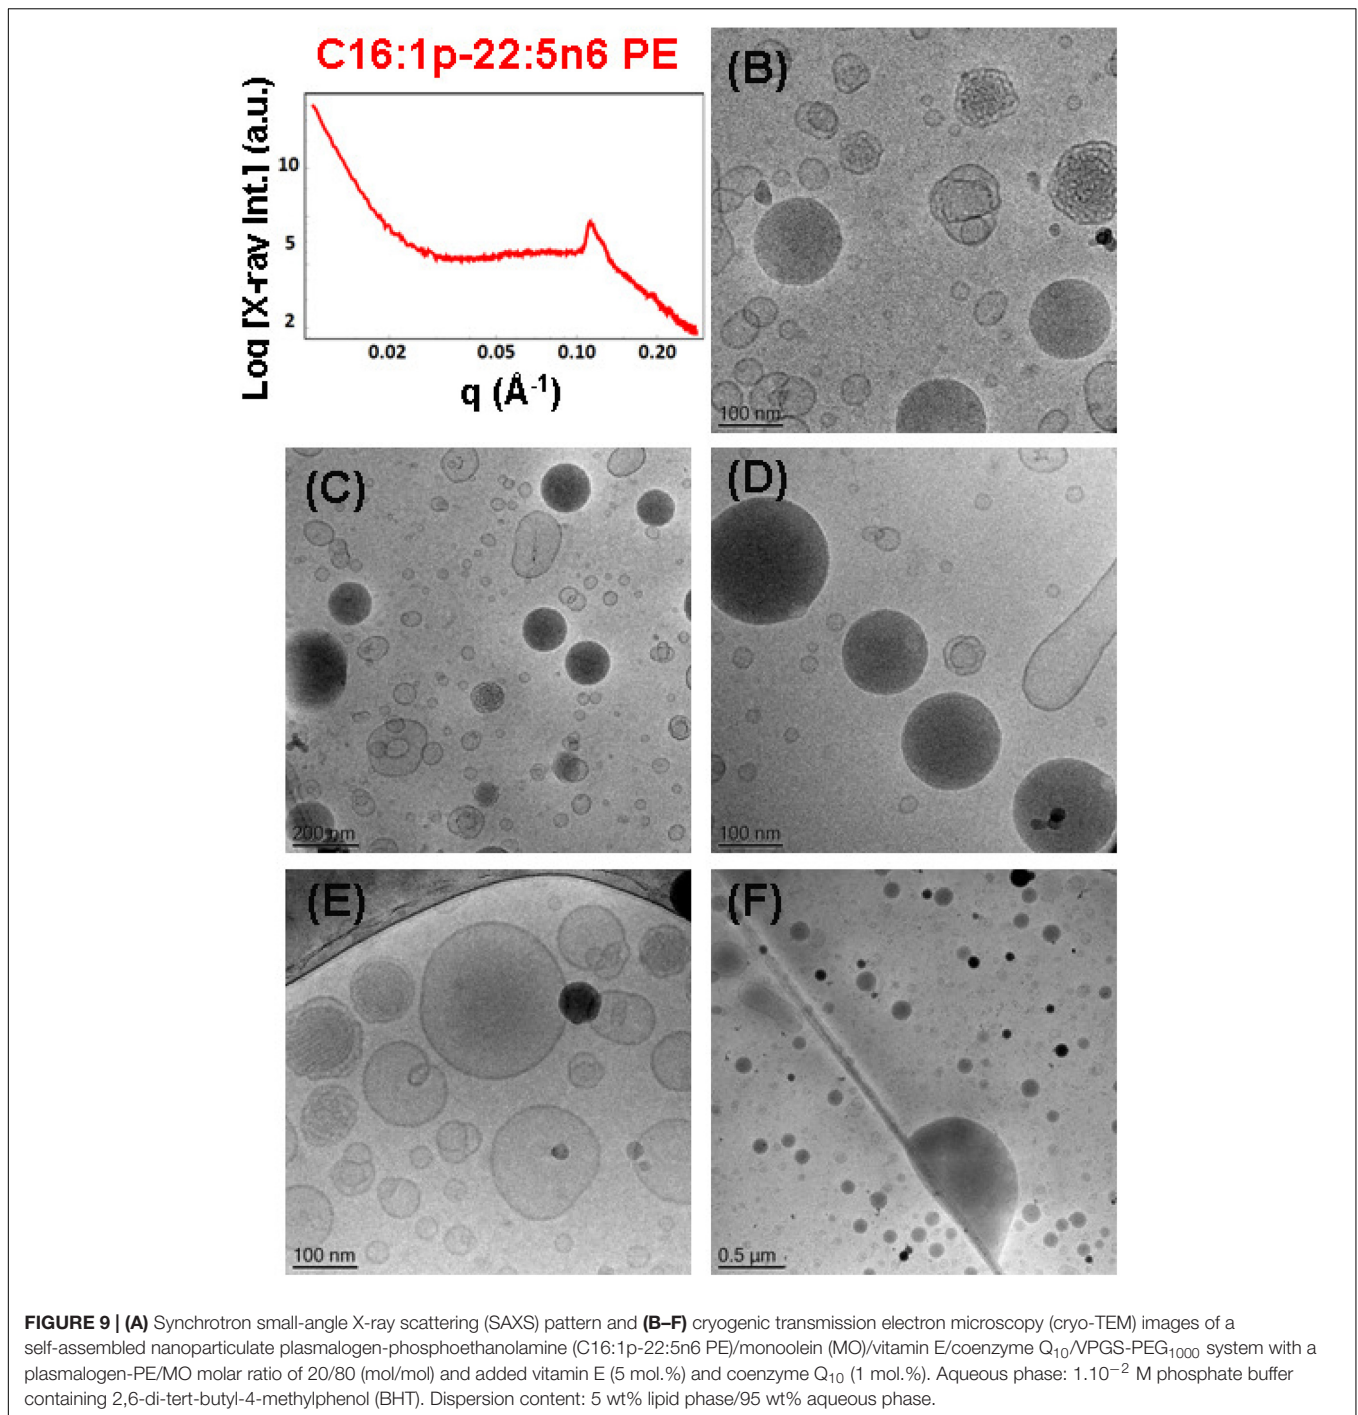 C16:1p-22:5n6 PE
Log [X-ray Int.] (a.u.)
10
5
2
0.02 0.05 0.10 0.20
q (Å-1)
(B)
100 nm
(C)
200 nm
(D)
100 nm
(E)
100 nm
(F)
0.5 µm
FIGURE 9 | (A) Synchrotron small-angle X-ray scattering (SAXS) pattern and (B–F) cryogenic transmission electron microscopy (cryo-TEM) images of a
self-assembled nanoparticulate plasmalogen-phosphoethanolamine (C16:1p-22:5n6 PE)/monoolein (MO)/vitamin E/coenzyme Q10/VPGS-PEG1000 system with a
plasmalogen-PE/MO molar ratio of 20/80 (mol/mol) and added vitamin E (5 mol.%) and coenzyme Q10 (1 mol.%). Aqueous phase: 1.10−2 M phosphate buffer
containing 2,6-di-tert-butyl-4-methylphenol (BHT). Dispersion content: 5 wt% lipid phase/95 wt% aqueous phase.